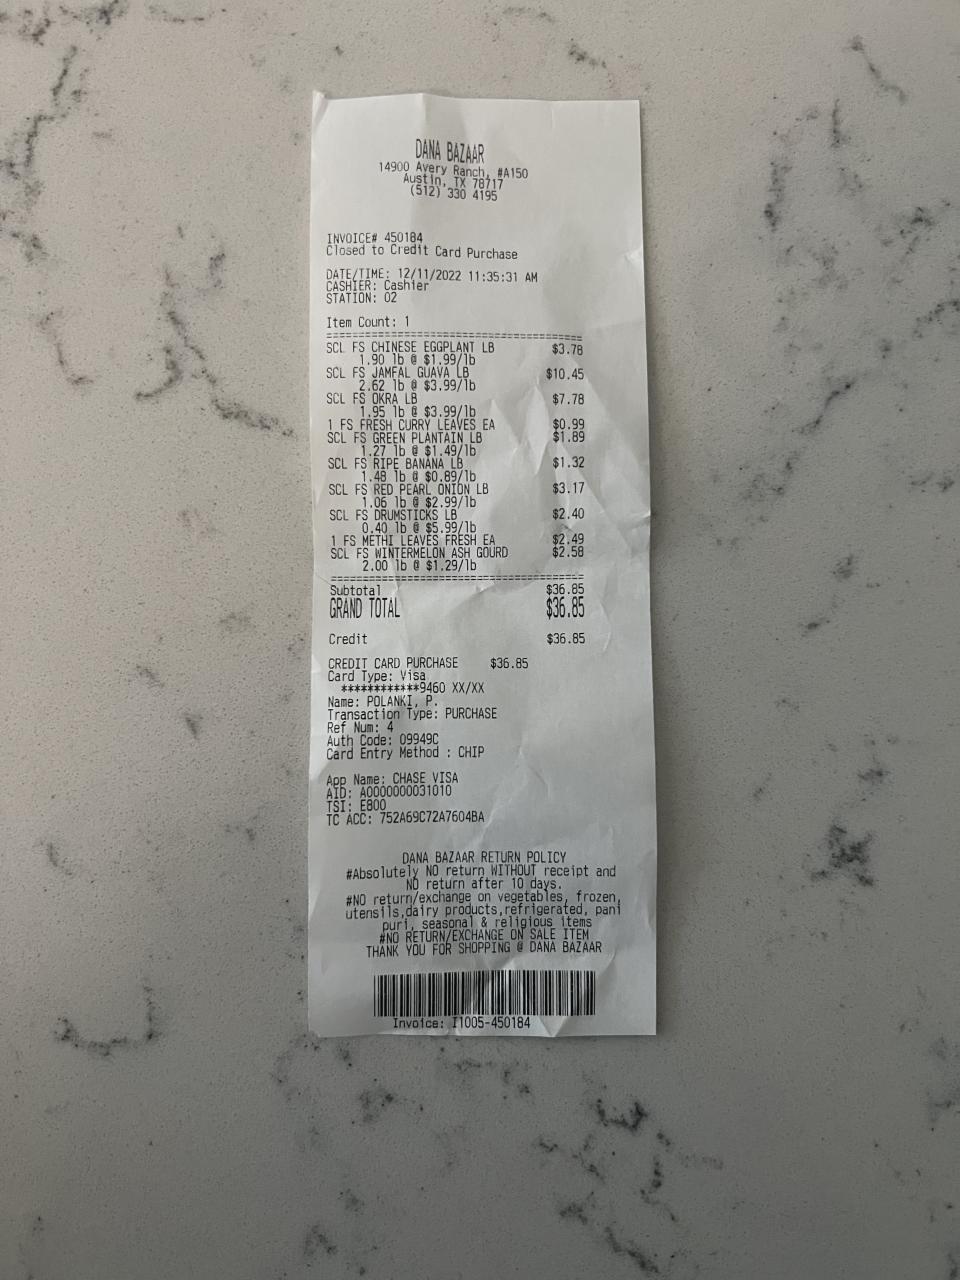 DANA BAZAAR
14900 Avery Ranch, #A150
Austin, TX 78717
(512) 330 4195
INVOICE# 450184
Closed to Credit Card Purchase
DATE/TIME: 12/11/2022 11:35:31 AM
CASHIER: Cashier
STATION: 02
Item Count: 1
========================================
SCL FS CHINESE EGGPLANT LB $3.78
1.90 lb @ $1.99/lb
SCL FS JAMFAL GUAVA LB $10.45
2.62 lb @ $3.99/lb
SCL FS OKRA LB $7.78
1.95 lb @ $3.99/lb
1 FS FRESH CURRY LEAVES EA $0.99
SCL FS GREEN PLANTAIN LB $1.89
1.27 lb @ $1.49/lb
SCL FS RIPE BANANA LB $1.32
1.48 lb @ $0.89/lb
SCL FS RED PEARL ONION LB $3.17
1.06 lb @ $2.99/lb
SCL FS DRUMSTICKS LB $2.40
0.40 lb @ $5.99/lb
1 FS METHI LEAVES FRESH EA $2.49
SCL FS WINTERMELON ASH GOURD $2.58
2.00 lb @ $1.29/lb
========================================
Subtotal $36.85
GRAND TOTAL $36.85
Credit $36.85
CREDIT CARD PURCHASE $36.85
Card Type: Visa
************9460 XX/XX
Name: POLANKI, P.
Transaction Type: PURCHASE
Ref Num: 4
Auth Code: 09949C
Card Entry Method : CHIP
App Name: CHASE VISA
AID: A0000000031010
TSI: E800
TC ACC: 752A69C72A7604BA
DANA BAZAAR RETURN POLICY
#Absolutely NO return WITHOUT receipt and
NO return after 10 days.
#NO return/exchange on vegetables, frozen,
utensils,dairy products,refrigerated, pani
puri, seasonal & religious items
#NO RETURN/EXCHANGE ON SALE ITEM
THANK YOU FOR SHOPPING @ DANA BAZAAR
Invoice: I1005-450184